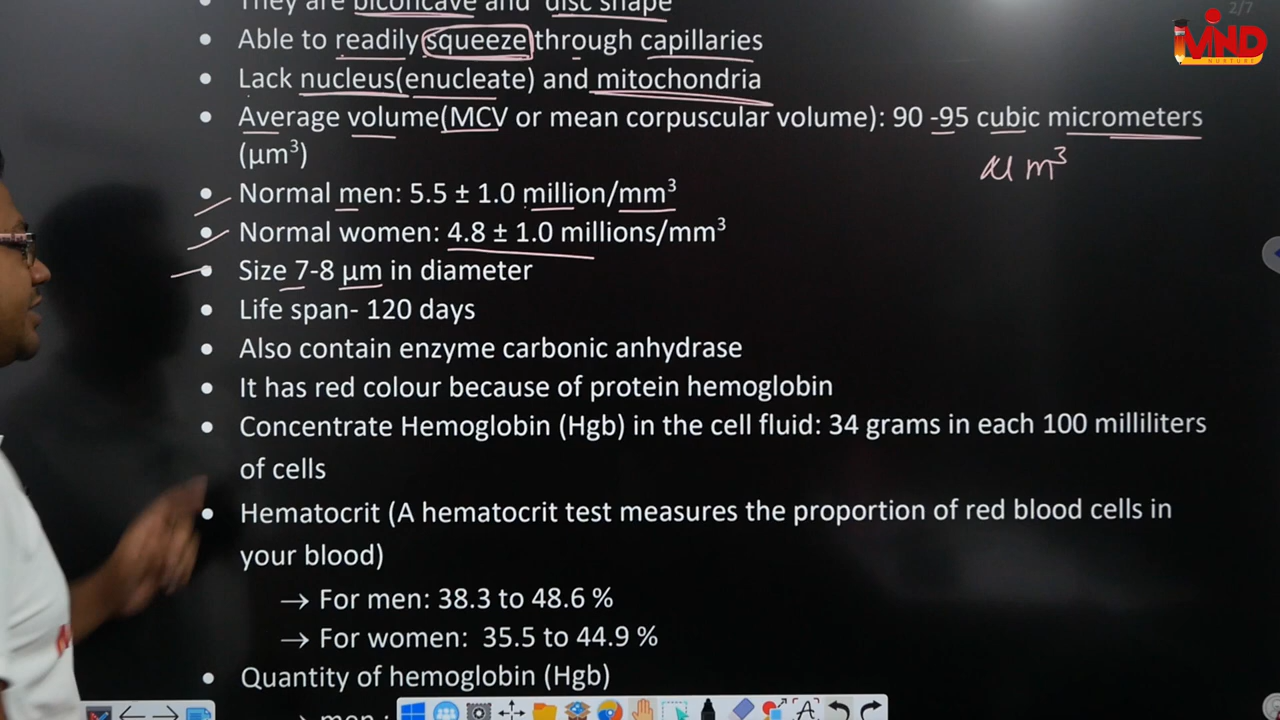 They are biconcave and disc shape
2/7
MIND
NURTURE
• Able to readily squeeze through capillaries
• Lack nucleus(enucleate) and mitochondria
• Average volume(MCV or mean corpuscular volume): 90 -95 cubic micrometers
(μm³)
μm³
• Normal men: 5.5 ± 1.0 million/mm³
• Normal women: 4.8 ± 1.0 millions/mm³
• Size 7-8 μm in diameter
• Life span- 120 days
• Also contain enzyme carbonic anhydrase
• It has red colour because of protein hemoglobin
• Concentrate Hemoglobin (Hgb) in the cell fluid: 34 grams in each 100 milliliters
of cells
• Hematocrit (A hematocrit test measures the proportion of red blood cells in
your blood)
→ For men: 38.3 to 48.6 %
→ For women: 35.5 to 44.9 %
• Quantity of hemoglobin (Hgb)
→ men :